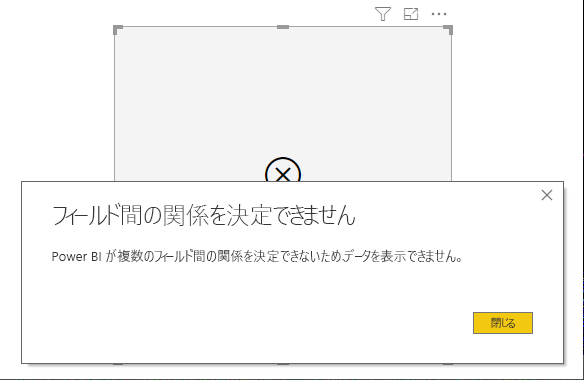 フィールド間の関係を決定できません
Power BI が複数のフィールド間の関係を決定できないためデータを表示できません。
閉じる